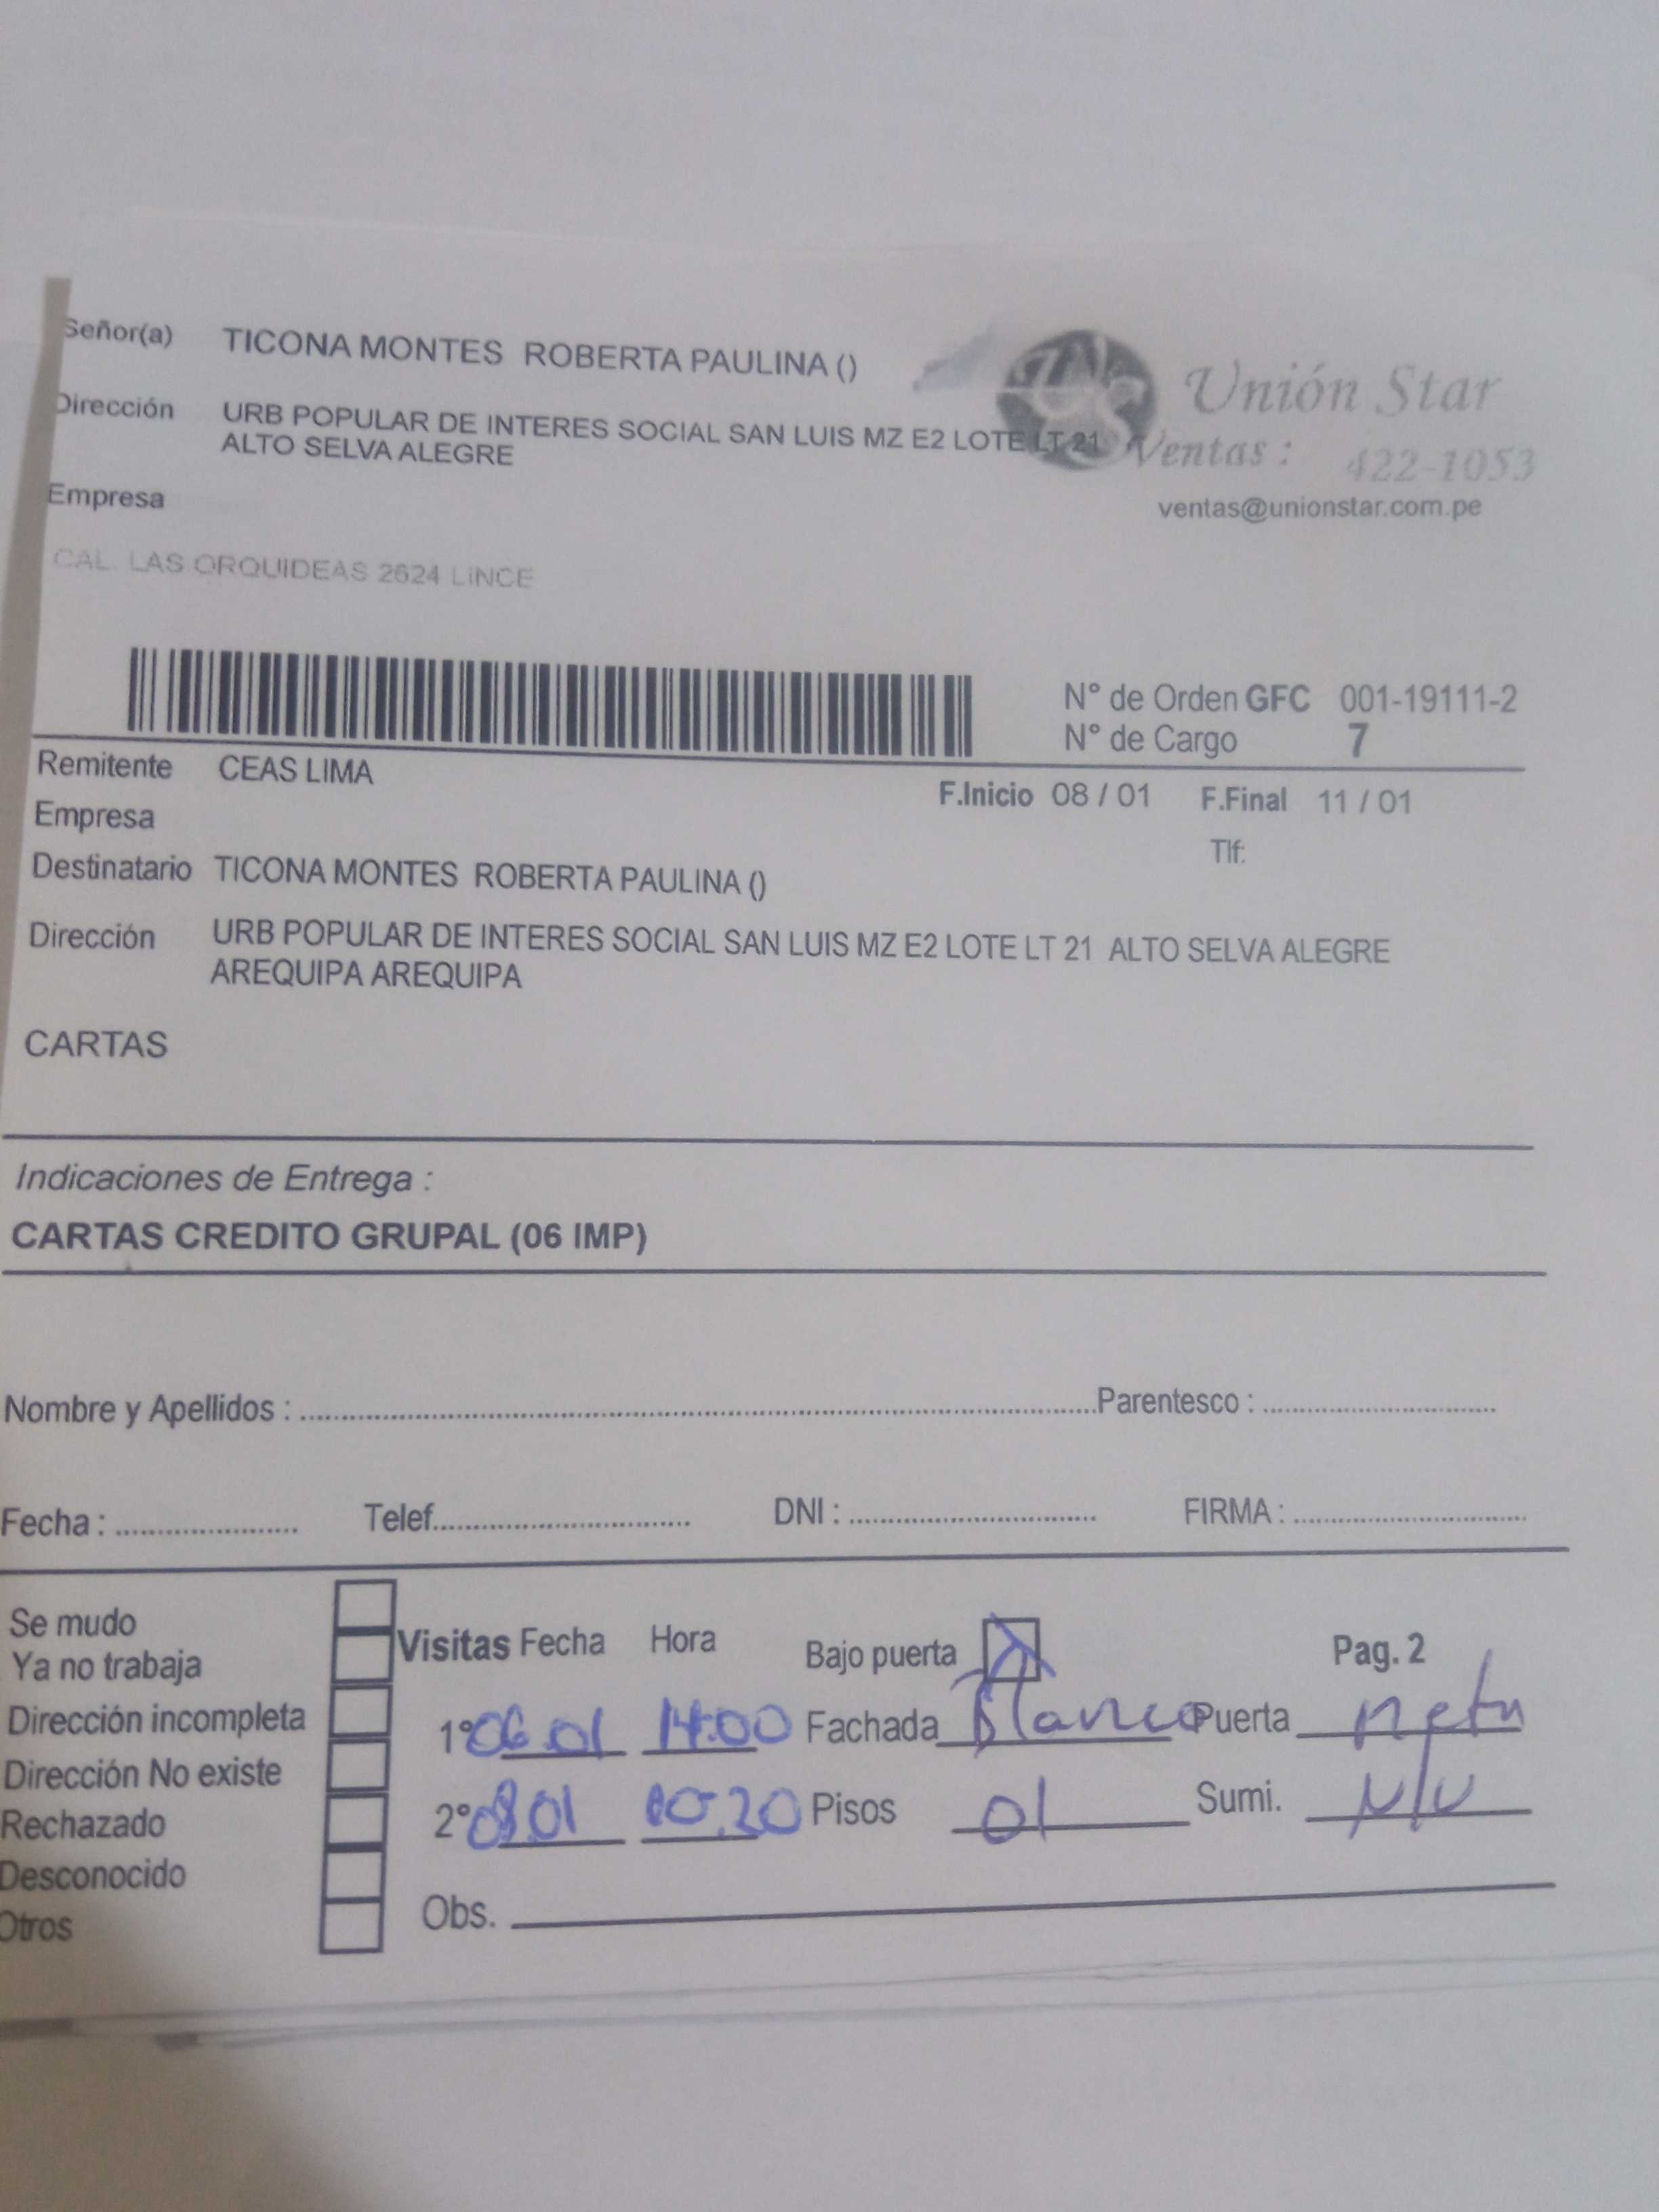 Señor(a) TICONA MONTES ROBERTA PAULINA ()
Dirección URB POPULAR DE INTERES SOCIAL SAN LUIS MZ E2 LOTE LT 21
ALTO SELVA ALEGRE
Unión Star
Ventas : 422-1053
ventas@unionstar.com.pe
Empresa
CAL. LAS ORQUIDEAS 2624 LINCE
N° de Orden GFC 001-19111-2
N° de Cargo 7
Remitente CEAS LIMA
F.Inicio 08 / 01 F.Final 11 / 01
Empresa
Tlf:
Destinatario TICONA MONTES ROBERTA PAULINA ()
Dirección URB POPULAR DE INTERES SOCIAL SAN LUIS MZ E2 LOTE LT 21 ALTO SELVA ALEGRE
AREQUIPA AREQUIPA
CARTAS
Indicaciones de Entrega :
CARTAS CREDITO GRUPAL (06 IMP)
Nombre y Apellidos : Parentesco :
Fecha : Telef. DNI : FIRMA :
Se mudo
Ya no trabaja
Dirección incompleta
Dirección No existe
Rechazado
Desconocido
Otros
Visitas Fecha Hora Bajo puerta Pag. 2
1° 06.01 14:00 Fachada Blanco Puerta
2° 08.01 10:20 Pisos 01 Sumi.
Obs.